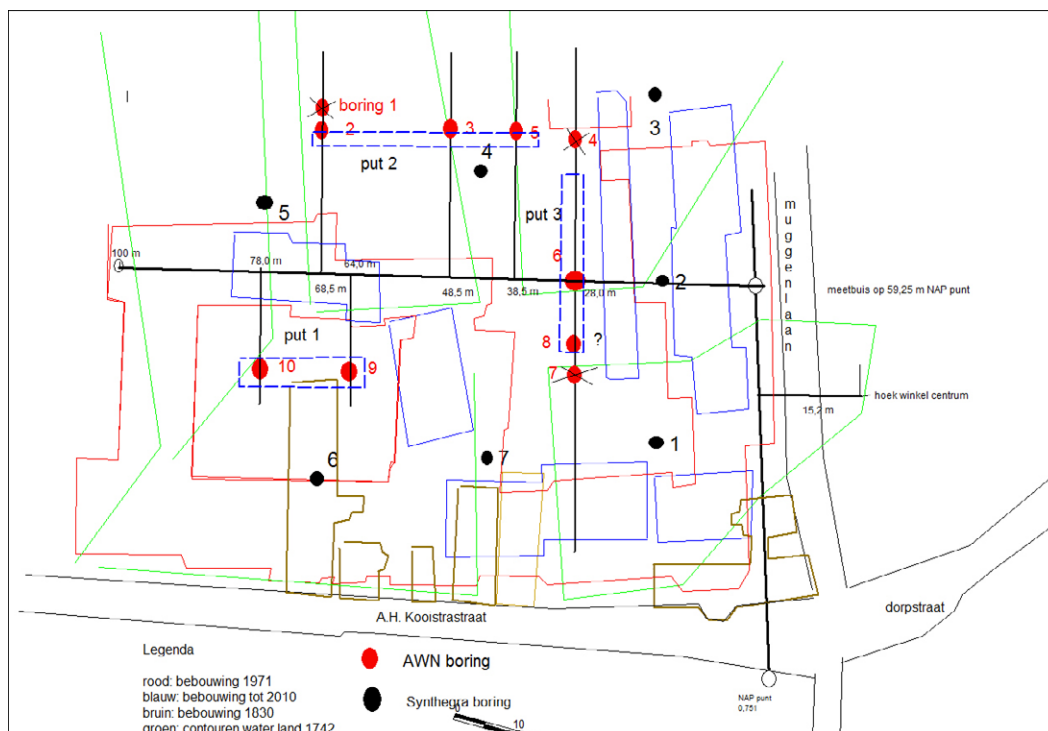 boring 1
2
3
5
4
3
put 2
4
5
put 3
muggenlaan
6
2
100 m
78,0 m
64,0 m
68,5 m
48,5 m
38,5 m
28,0 m
meetbuis op 59,25 m NAP punt
put 1
8
?
10
9
7
hoek winkel centrum
15,2 m
1
6
7
A.H. Kooistrastraat
dorpstraat
Legenda
AWN boring
rood: bebouwing 1971
blauw: bebouwing tot 2010
bruin: bebouwing 1830
groen: contouren water land 1742
Synthegra boring
0
10
NAP punt
0,751